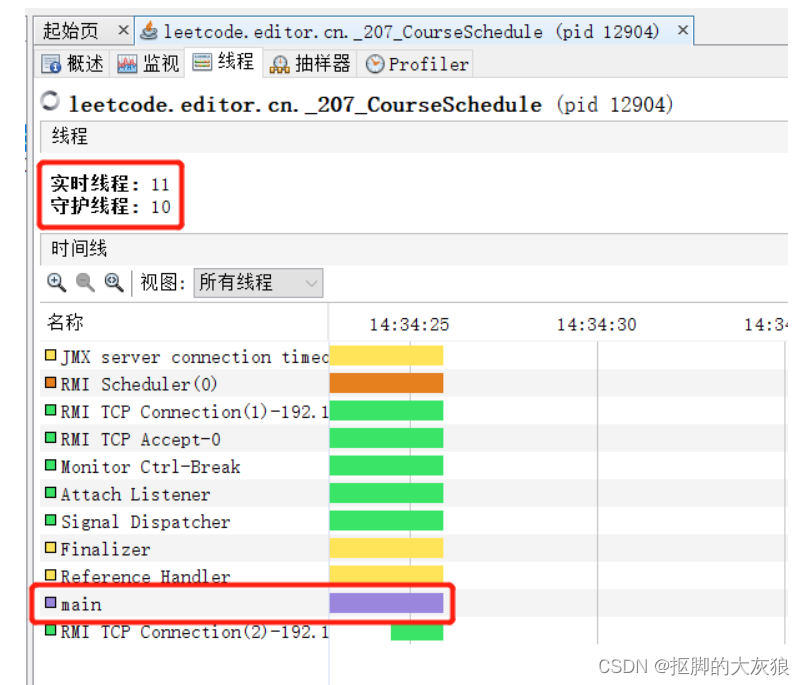 起始页 × leetcode.editor.cn._207_CourseSchedule (pid 12904) ×
概述 监视 线程 抽样器 Profiler
leetcode.editor.cn._207_CourseSchedule (pid 12904)
线程
实时线程: 11
守护线程: 10
时间线
视图: 所有线程
名称 14:34:25 14:34:30 14:34
JMX server connection timeo
RMI Scheduler(0)
RMI TCP Connection(1)-192.1
RMI TCP Accept-0
Monitor Ctrl-Break
Attach Listener
Signal Dispatcher
Finalizer
Reference Handler
main
RMI TCP Connection(2)-192.1
CSDN @抠脚的大灰狼